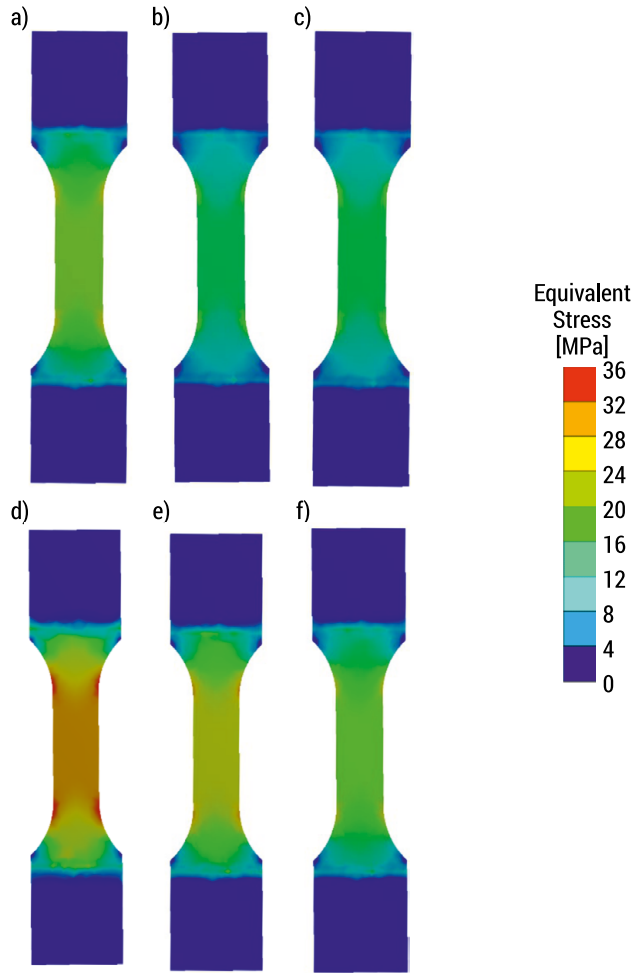 a)
b)
c)
Equivalent
Stress
[MPa]
36
32
28
24
20
16
12
8
4
0
d)
e)
f)